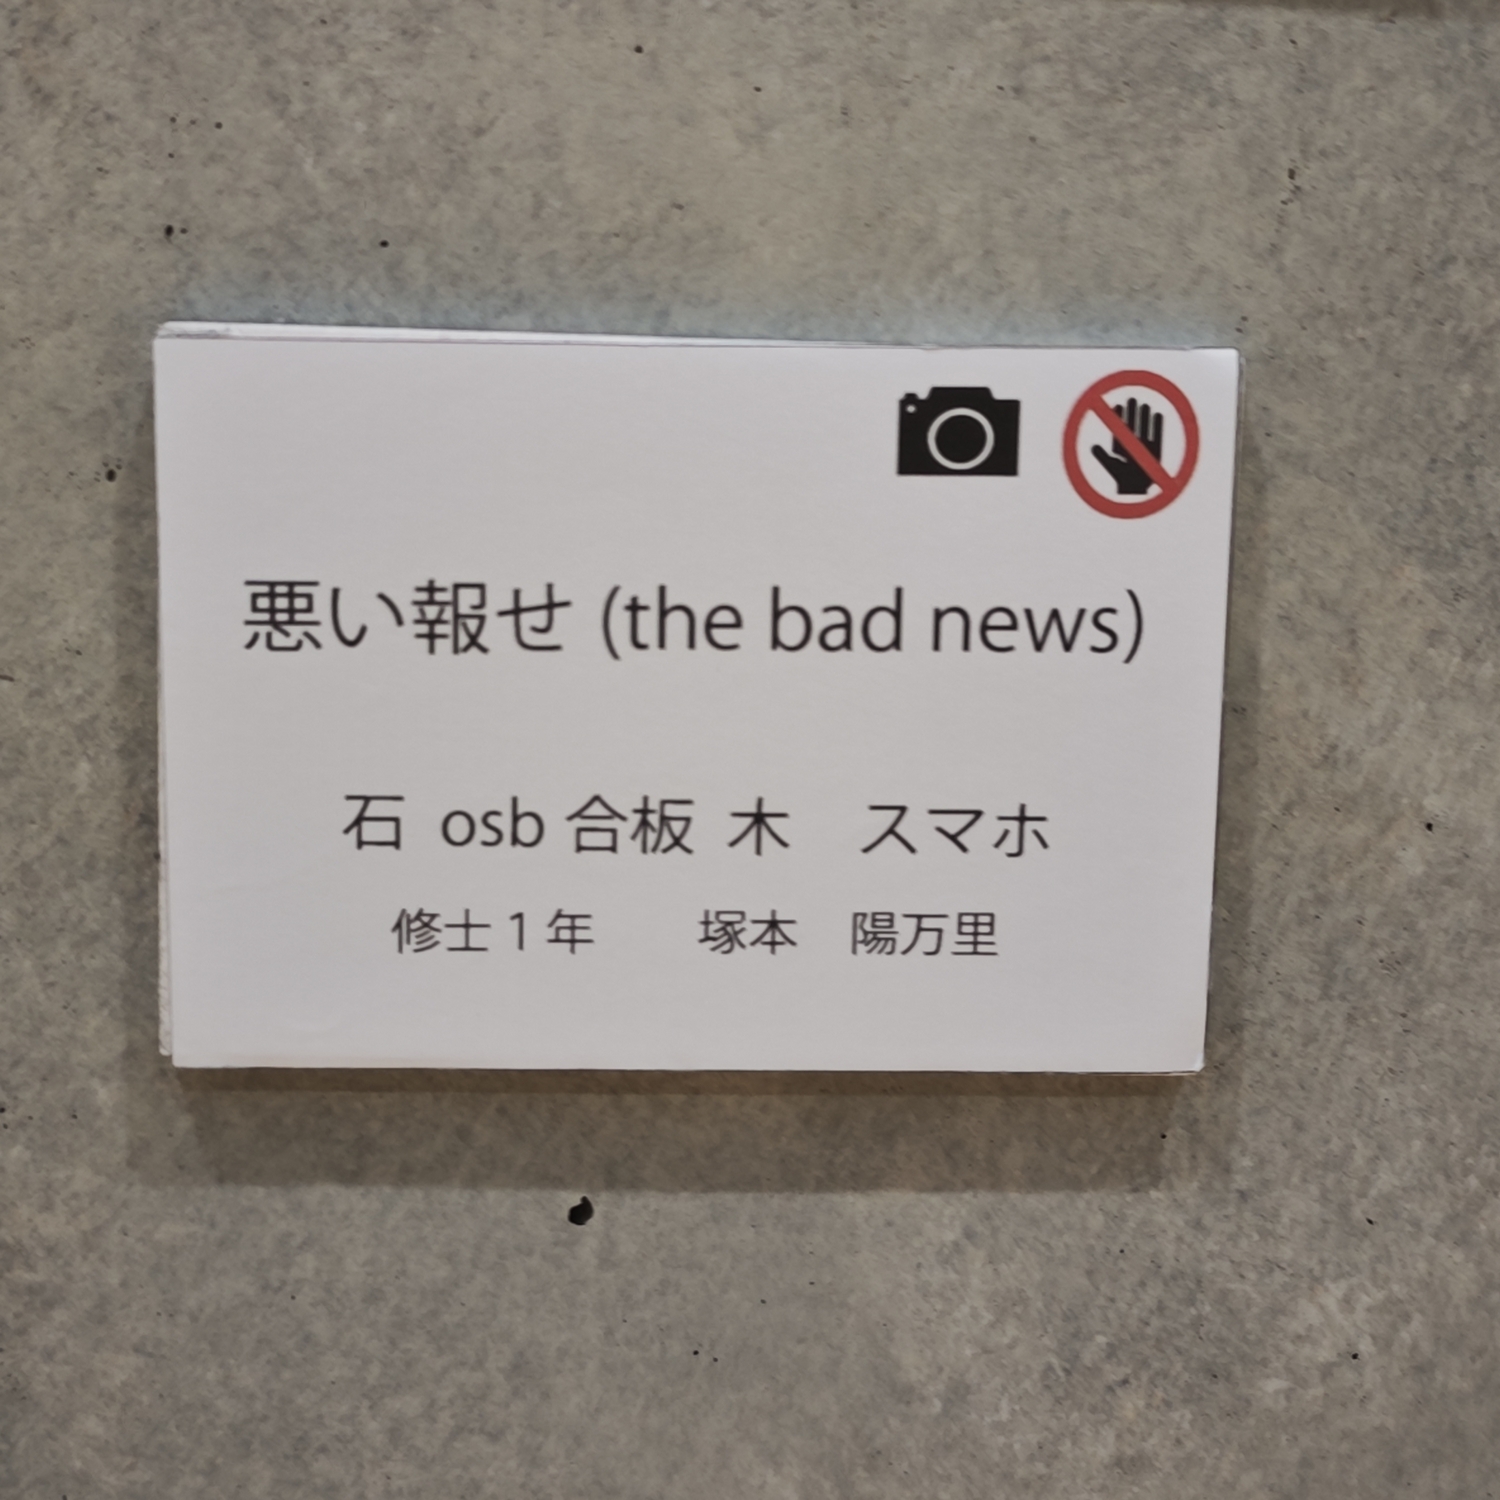 悪い報せ (the bad news)
石 osb 合板 木　スマホ
修士１年　　塚本　陽万里